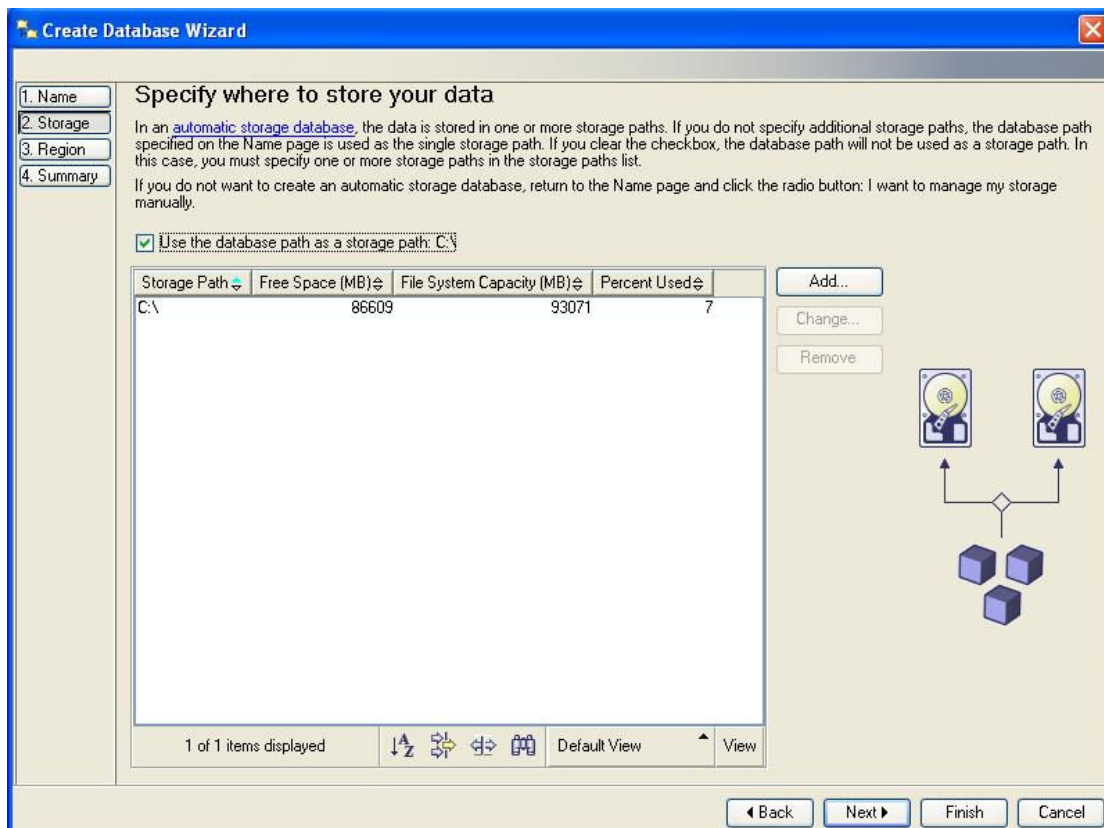 Create Database Wizard
1. Name
2. Storage
3. Region
4. Summary
Specify where to store your data
In an automatic storage database, the data is stored in one or more storage paths. If you do not specify additional storage paths, the database path
specified on the Name page is used as the single storage path. If you clear the checkbox, the database path will not be used as a storage path. In
this case, you must specify one or more storage paths in the storage paths list.
If you do not want to create an automatic storage database, return to the Name page and click the radio button: I want to manage my storage
manually.
Use the database path as a storage path: C:\
Storage Path Free Space (MB) File System Capacity (MB) Percent Used
C:\ 86609 93071 7
Add...
Change...
Remove
1 of 1 items displayed
Default View
View
Back
Next
Finish
Cancel